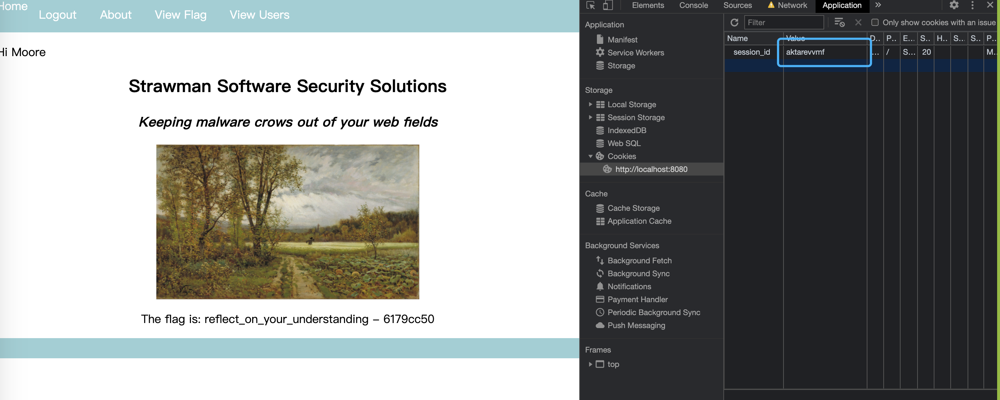 Home
Logout About View Flag View Users
Hi Moore
Strawman Software Security Solutions
Keeping malware crows out of your web fields
The flag is: reflect_on_your_understanding – 6179cc50
Elements Console Sources Network Application »
Application
Manifest
Service Workers
Storage
Storage
Local Storage
Session Storage
IndexedDB
Web SQL
Cookies
http://localhost:8080
Cache
Cache Storage
Application Cache
Background Services
Background Fetch
Background Sync
Notifications
Payment Handler
Periodic Background Sync
Push Messaging
Frames
top
Filter Only show cookies with an issue
Name Value D.. P.. E... S.. H.. S... S.. P..
session_id aktarevvmf ... / S... 20 M..